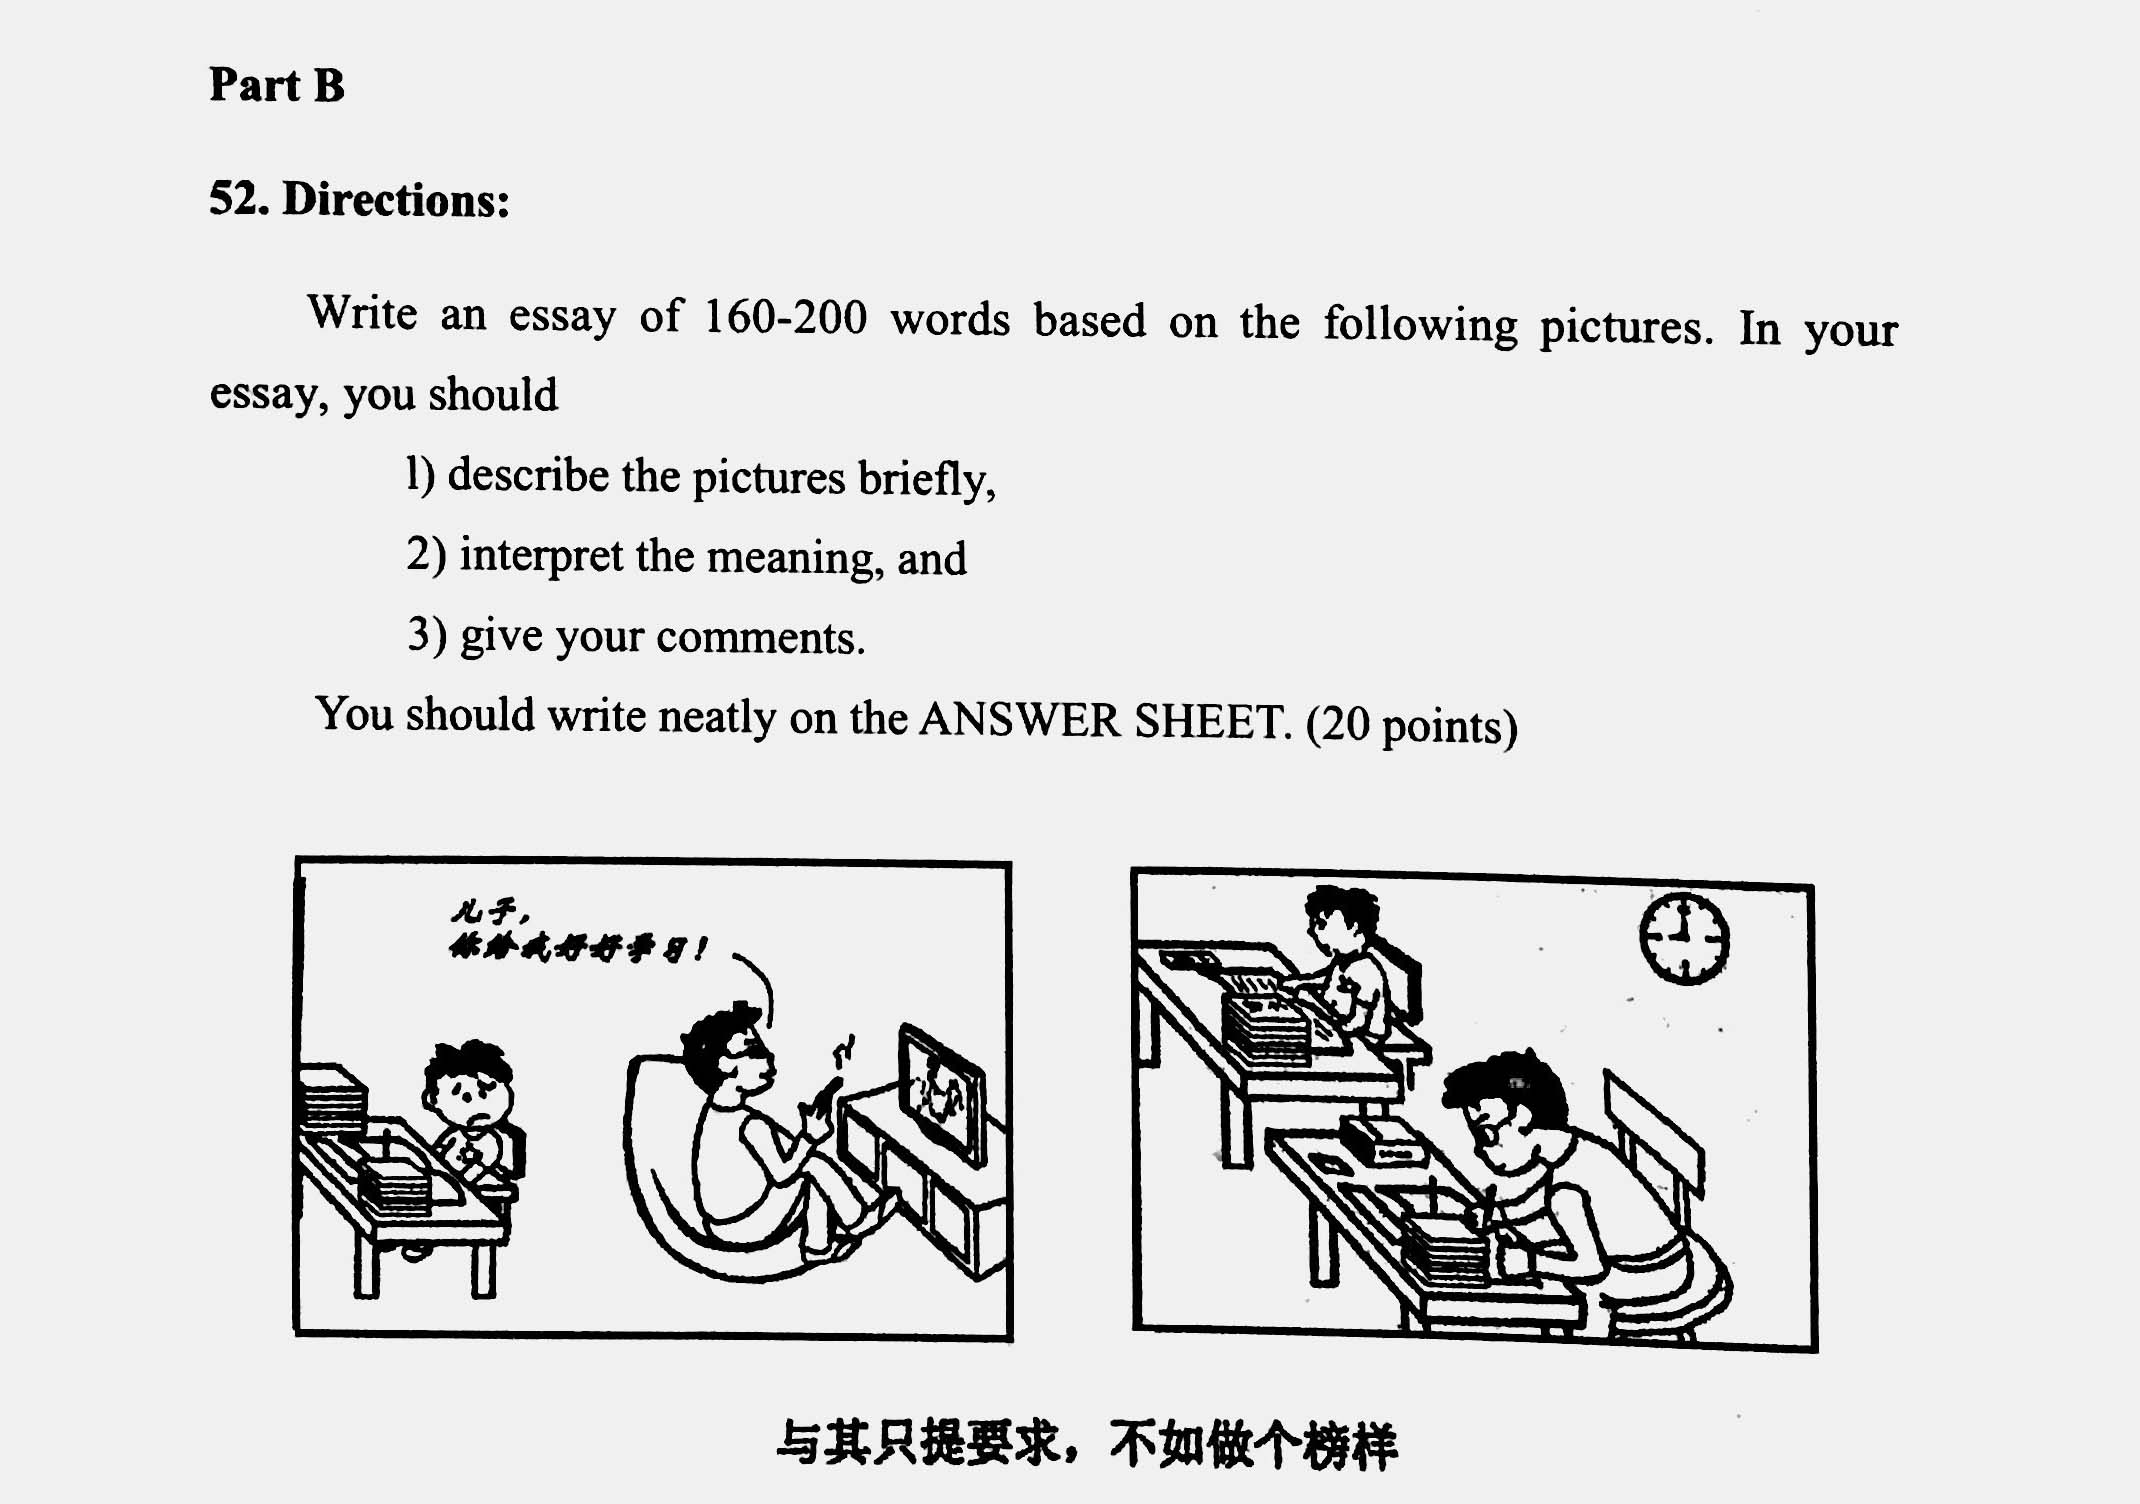 Part B
52. Directions:
Write an essay of 160-200 words based on the following pictures. In your
essay, you should
1) describe the pictures briefly,
2) interpret the meaning, and
3) give your comments.
You should write neatly on the ANSWER SHEET. (20 points)
儿子,
你给我好好学习!
与其只提要求，不如做个榜样